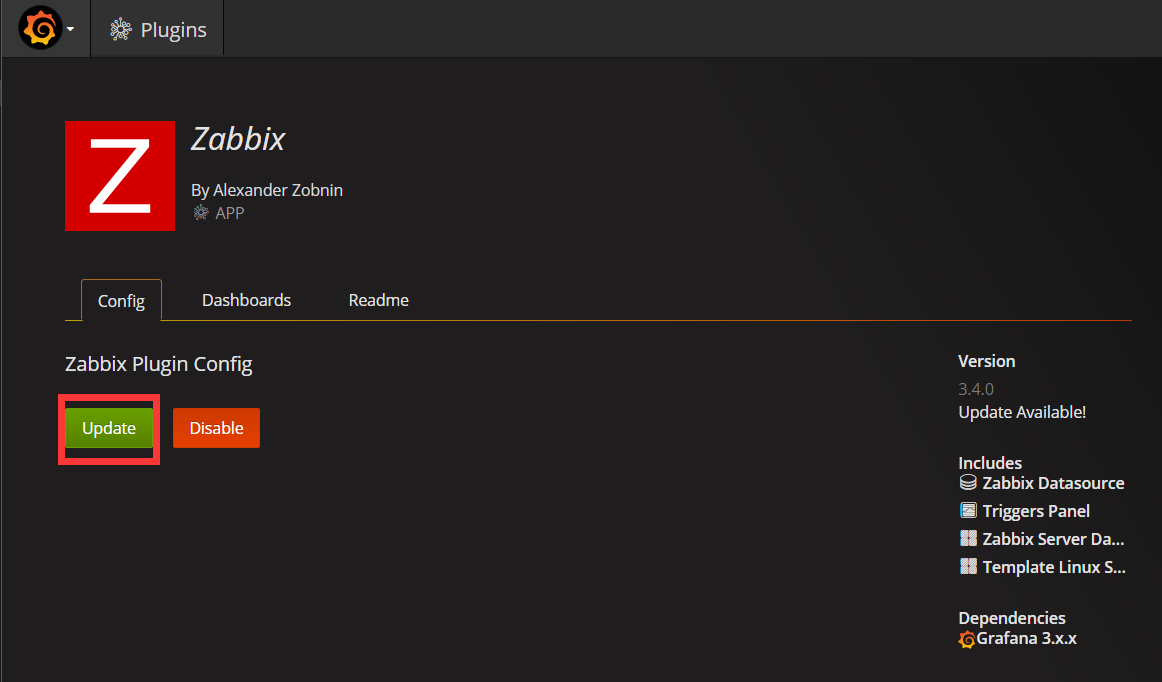 Plugins
Z
Zabbix
By Alexander Zobnin
APP
Config
Dashboards
Readme
Zabbix Plugin Config
Update
Disable
Version
3.4.0
Update Available!
Includes
Zabbix Datasource
Triggers Panel
Zabbix Server Da...
Template Linux S...
Dependencies
Grafana 3.x.x